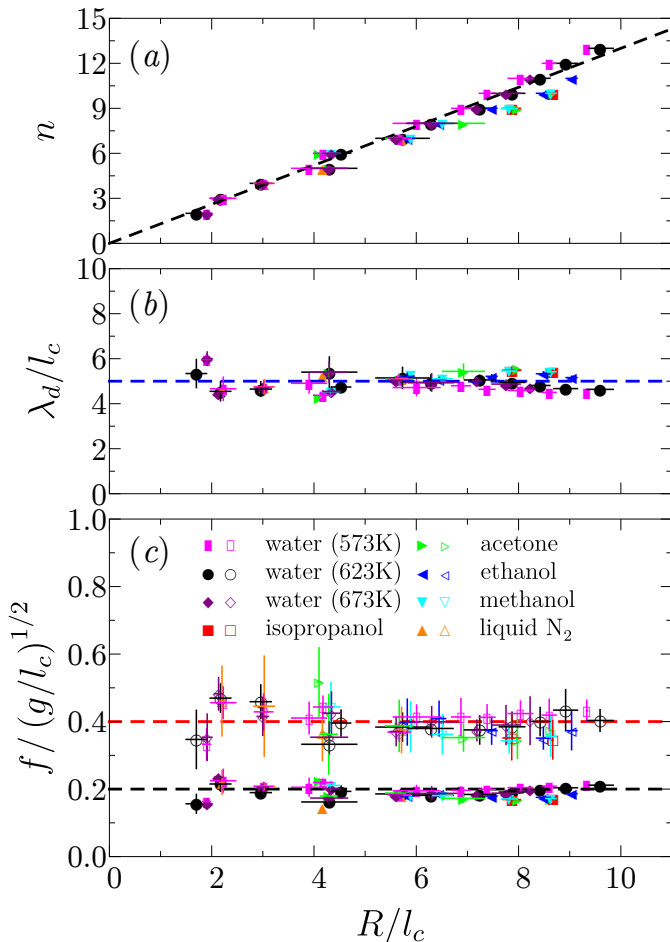 15
12
9
6
3
0
n
(a)
10
8
6
4
2
0
λ_d/l_c
(b)
1.0
0.8
0.6
0.4
0.2
0.0
f/(g/l_c)^{1/2}
(c)
water (573K)
water (623K)
water (673K)
isopropanol
acetone
ethanol
methanol
liquid N₂
0 2 4 6 8 10
R/l_c